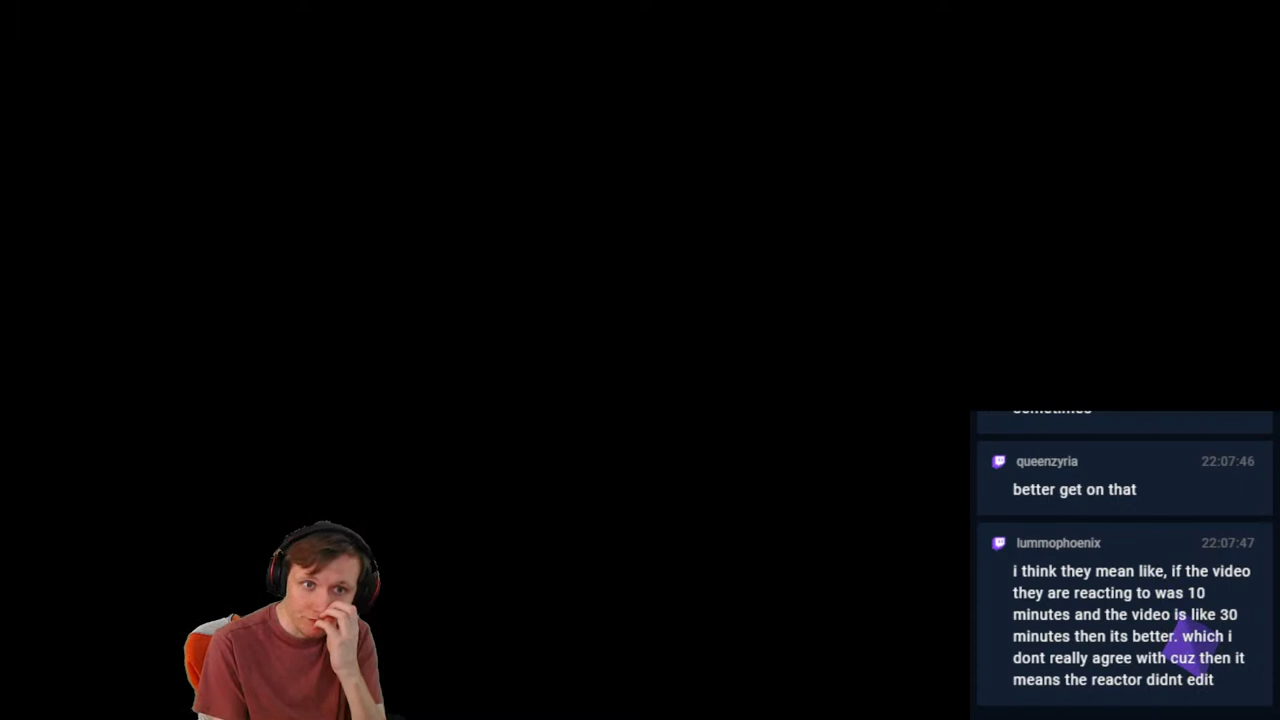 sometimes
queenzyria 22:07:46
better get on that
lummophoenix 22:07:47
i think they mean like, if the video
they are reacting to was 10
minutes and the video is like 30
minutes then its better. which i
dont really agree with cuz then it
means the reactor didnt edit